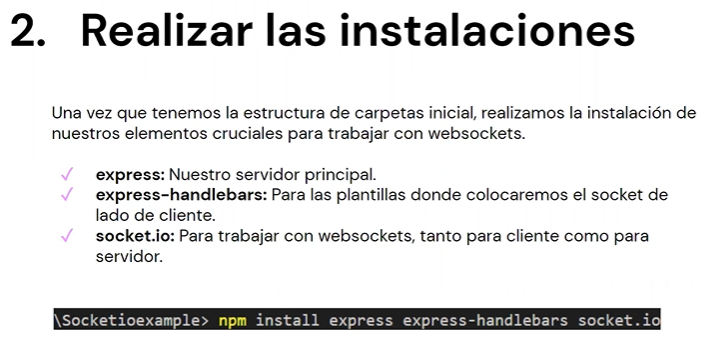 2. Realizar las instalaciones
Una vez que tenemos la estructura de carpetas inicial, realizamos la instalación de
nuestros elementos cruciales para trabajar con websockets.
✓ express: Nuestro servidor principal.
✓ express-handlebars: Para las plantillas donde colocaremos el socket de
lado de cliente.
✓ socket.io: Para trabajar con websockets, tanto para cliente como para
servidor.
\Socketioexample> npm install express express-handlebars socket.io